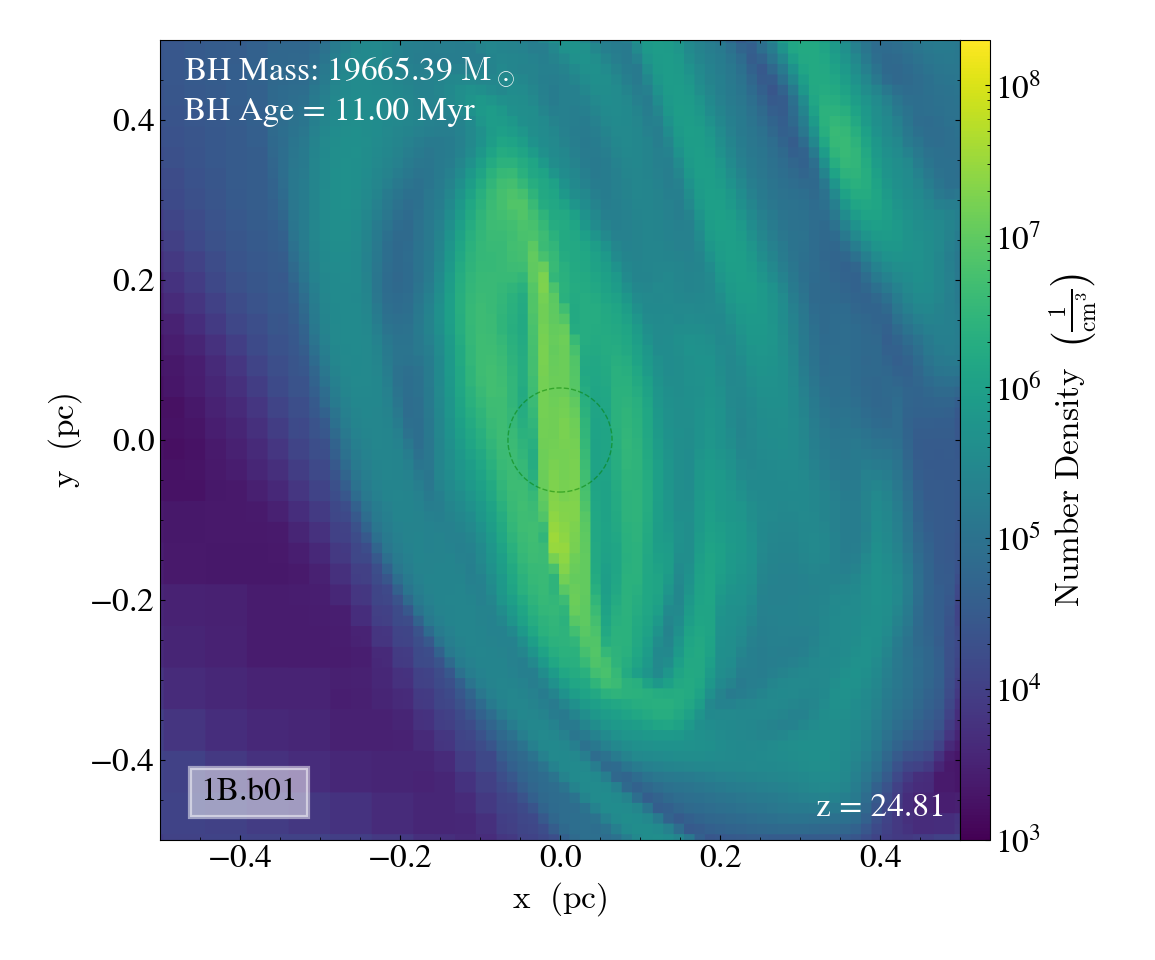 BH Mass: 19665.39 M⊙
BH Age = 11.00 Myr
1B.b01
z = 24.81
0.4
0.2
0.0
−0.2
−0.4
y (pc)
−0.4 −0.2 0.0 0.2 0.4
x (pc)
10⁸
10⁷
10⁶
10⁵
10⁴
10³
Number Density (1/cm³)